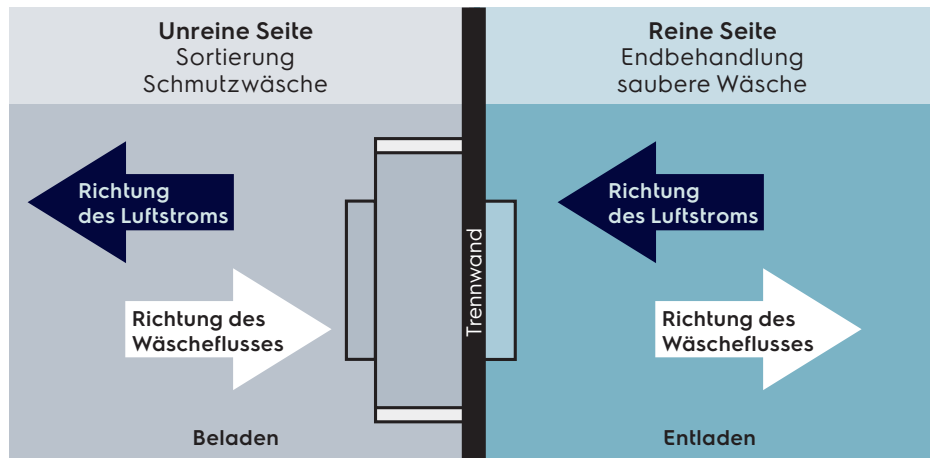 Unreine Seite
Sortierung
Schmutzwäsche
Reine Seite
Endbehandlung
saubere Wäsche
Richtung
des Luftstroms
Richtung des
Wäscheflusses
Trennwand
Richtung
des Luftstroms
Richtung des
Wäscheflusses
Beladen
Entladen